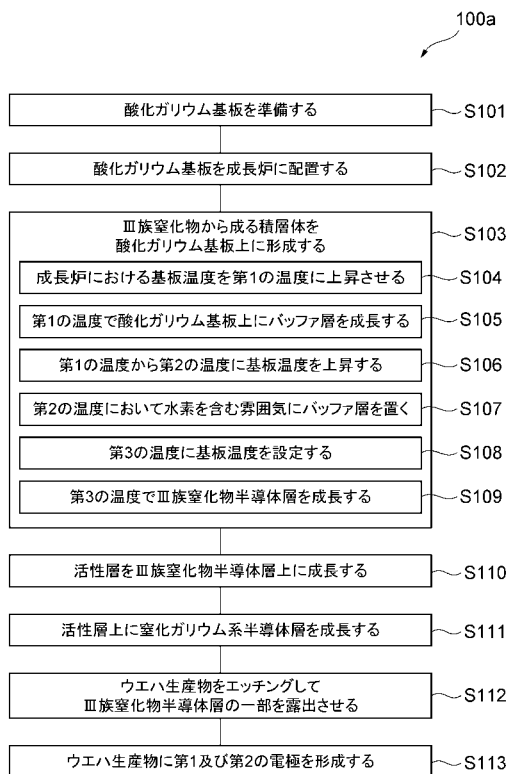 100a
酸化ガリウム基板を準備する
S101
酸化ガリウム基板を成長炉に配置する
S102
Ⅲ族窒化物から成る積層体を
酸化ガリウム基板上に形成する
S103
成長炉における基板温度を第1の温度に上昇させる
S104
第1の温度で酸化ガリウム基板上にバッファ層を成長する
S105
第1の温度から第2の温度に基板温度を上昇する
S106
第2の温度において水素を含む雰囲気にバッファ層を置く
S107
第3の温度に基板温度を設定する
S108
第3の温度でⅢ族窒化物半導体層を成長する
S109
活性層をⅢ族窒化物半導体層上に成長する
S110
活性層上に窒化ガリウム系半導体層を成長する
S111
ウエハ生産物をエッチングして
Ⅲ族窒化物半導体層の一部を露出させる
S112
ウエハ生産物に第1及び第2の電極を形成する
S113